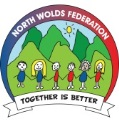 NORTH WOLDS FEDERATION
TOGETHER IS BETTER